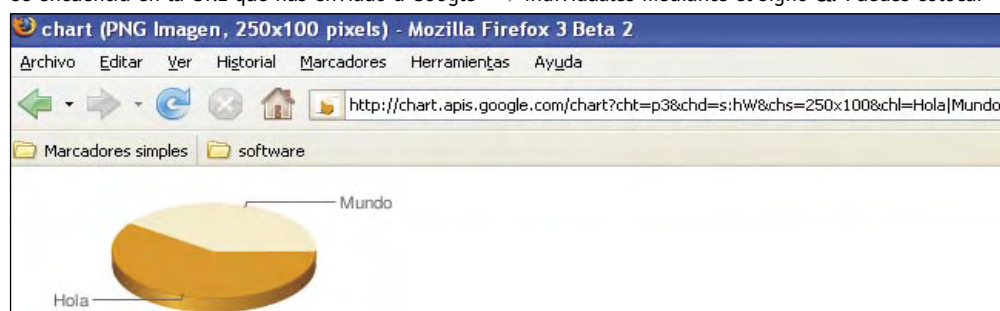 se encuentra en la URL que has enviado a Google
individuales mediante el signo &. Puedes colocar
chart (PNG Imagen, 250x100 pixels) - Mozilla Firefox 3 Beta 2
Archivo Editar Ver Historial Marcadores Herramientas Ayuda
http://chart.apis.google.com/chart?cht=p3&chd=s:hW&chs=250x100&chl=Hola|Mundo
Marcadores simples software
Mundo
Hola